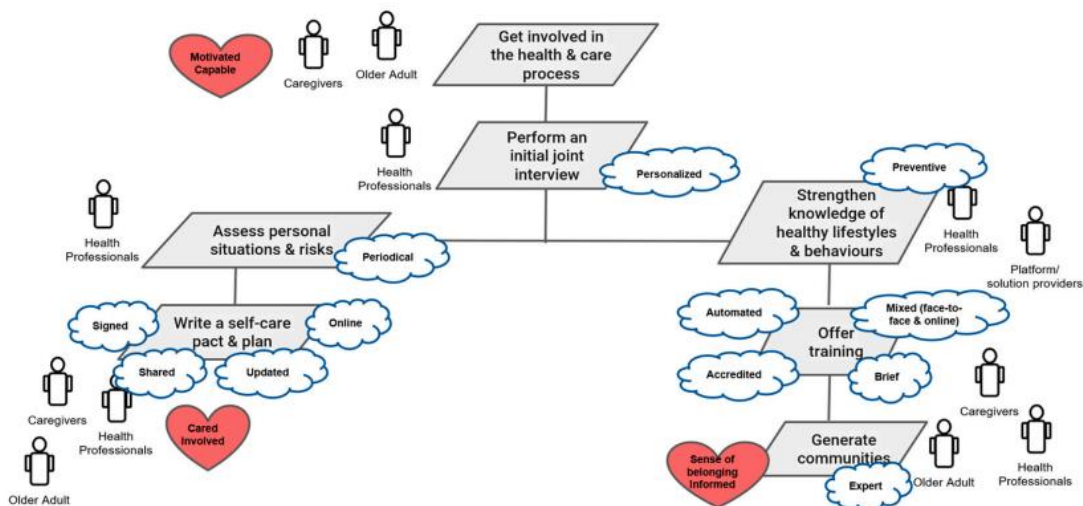 Motivated
Capable
Caregivers
Older Adult
Get involved
in the health & care
process
Health
Professionals
Perform an
initial joint
interview
Personalized
Preventive
Health
Professionals
Assess personal
situations & risks
Periodical
Strengthen
knowledge of
healthy lifestyles
& behaviours
Health
Professionals
Platform/
solution providers
Signed
Write a self-care
pact & plan
Online
Shared
Updated
Automated
Mixed (face-to-
face & online)
Offer
training
Accredited
Brief
Caregivers
Health
Professionals
Older Adult
Cared
Involved
Caregivers
Sense of
belonging
Informed
Generate
communities
Expert
Older Adult
Health
Professionals